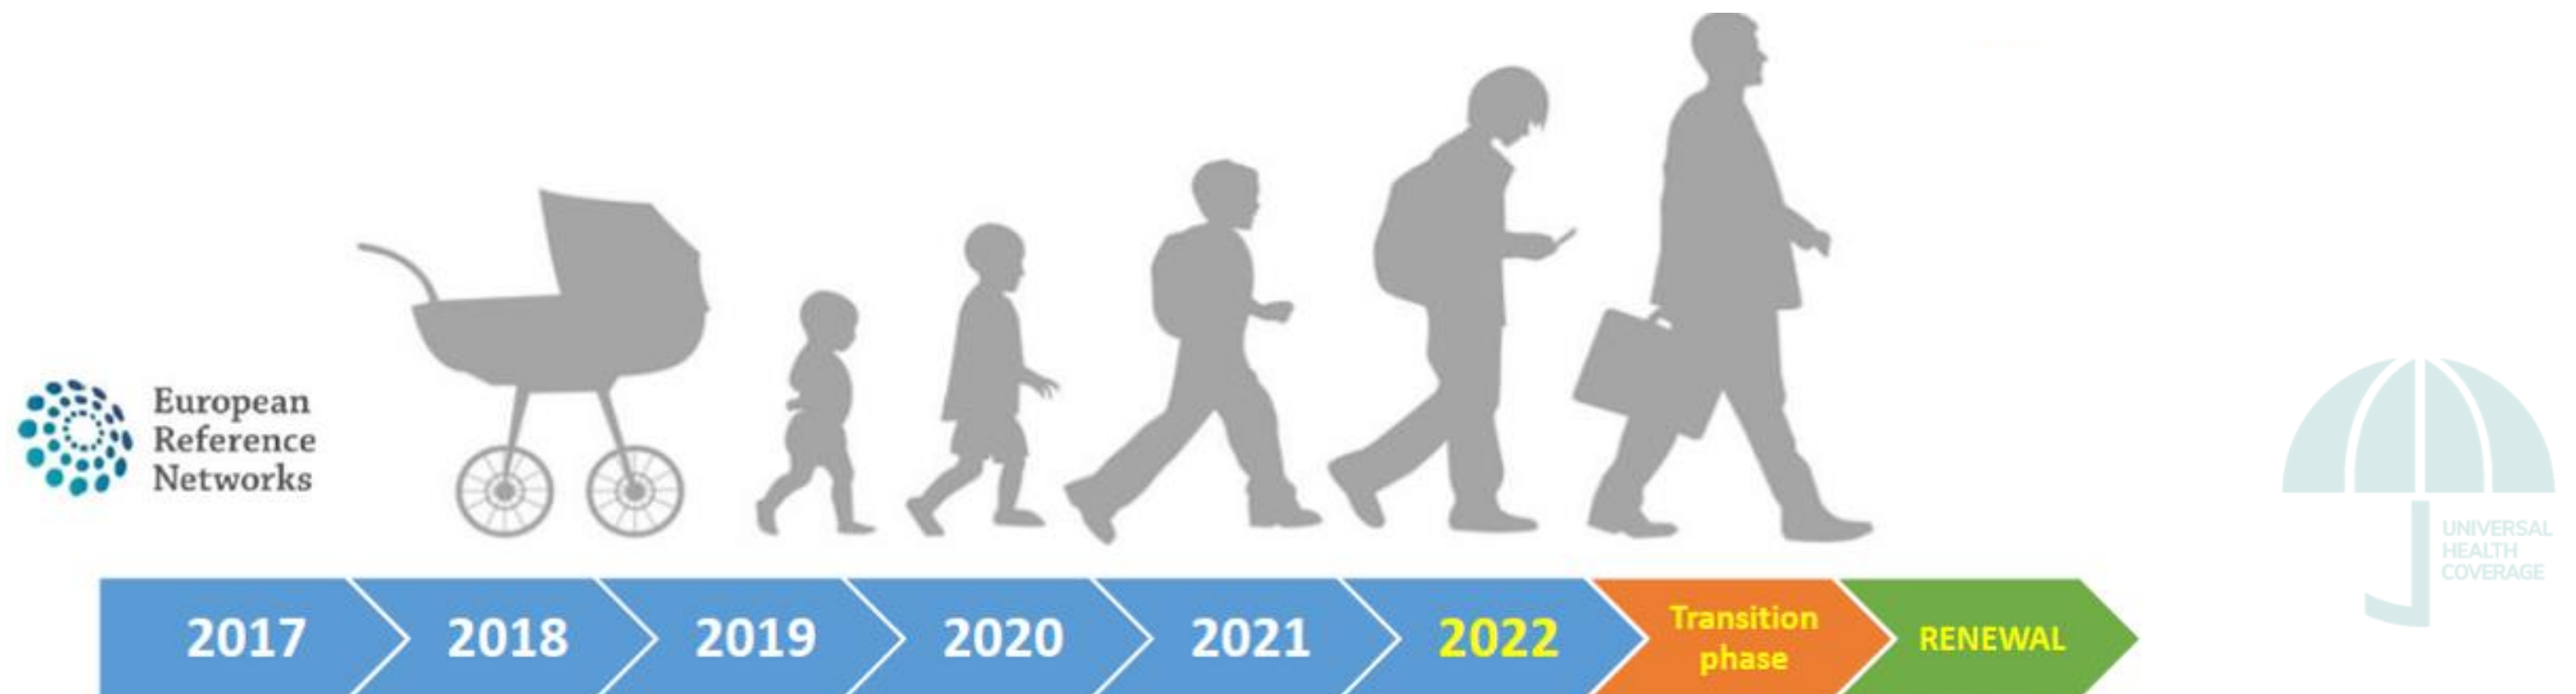 European
Reference
Networks
UNIVERSAL
HEALTH
COVERAGE
2017 2018 2019 2020 2021 2022 Transition phase RENEWAL